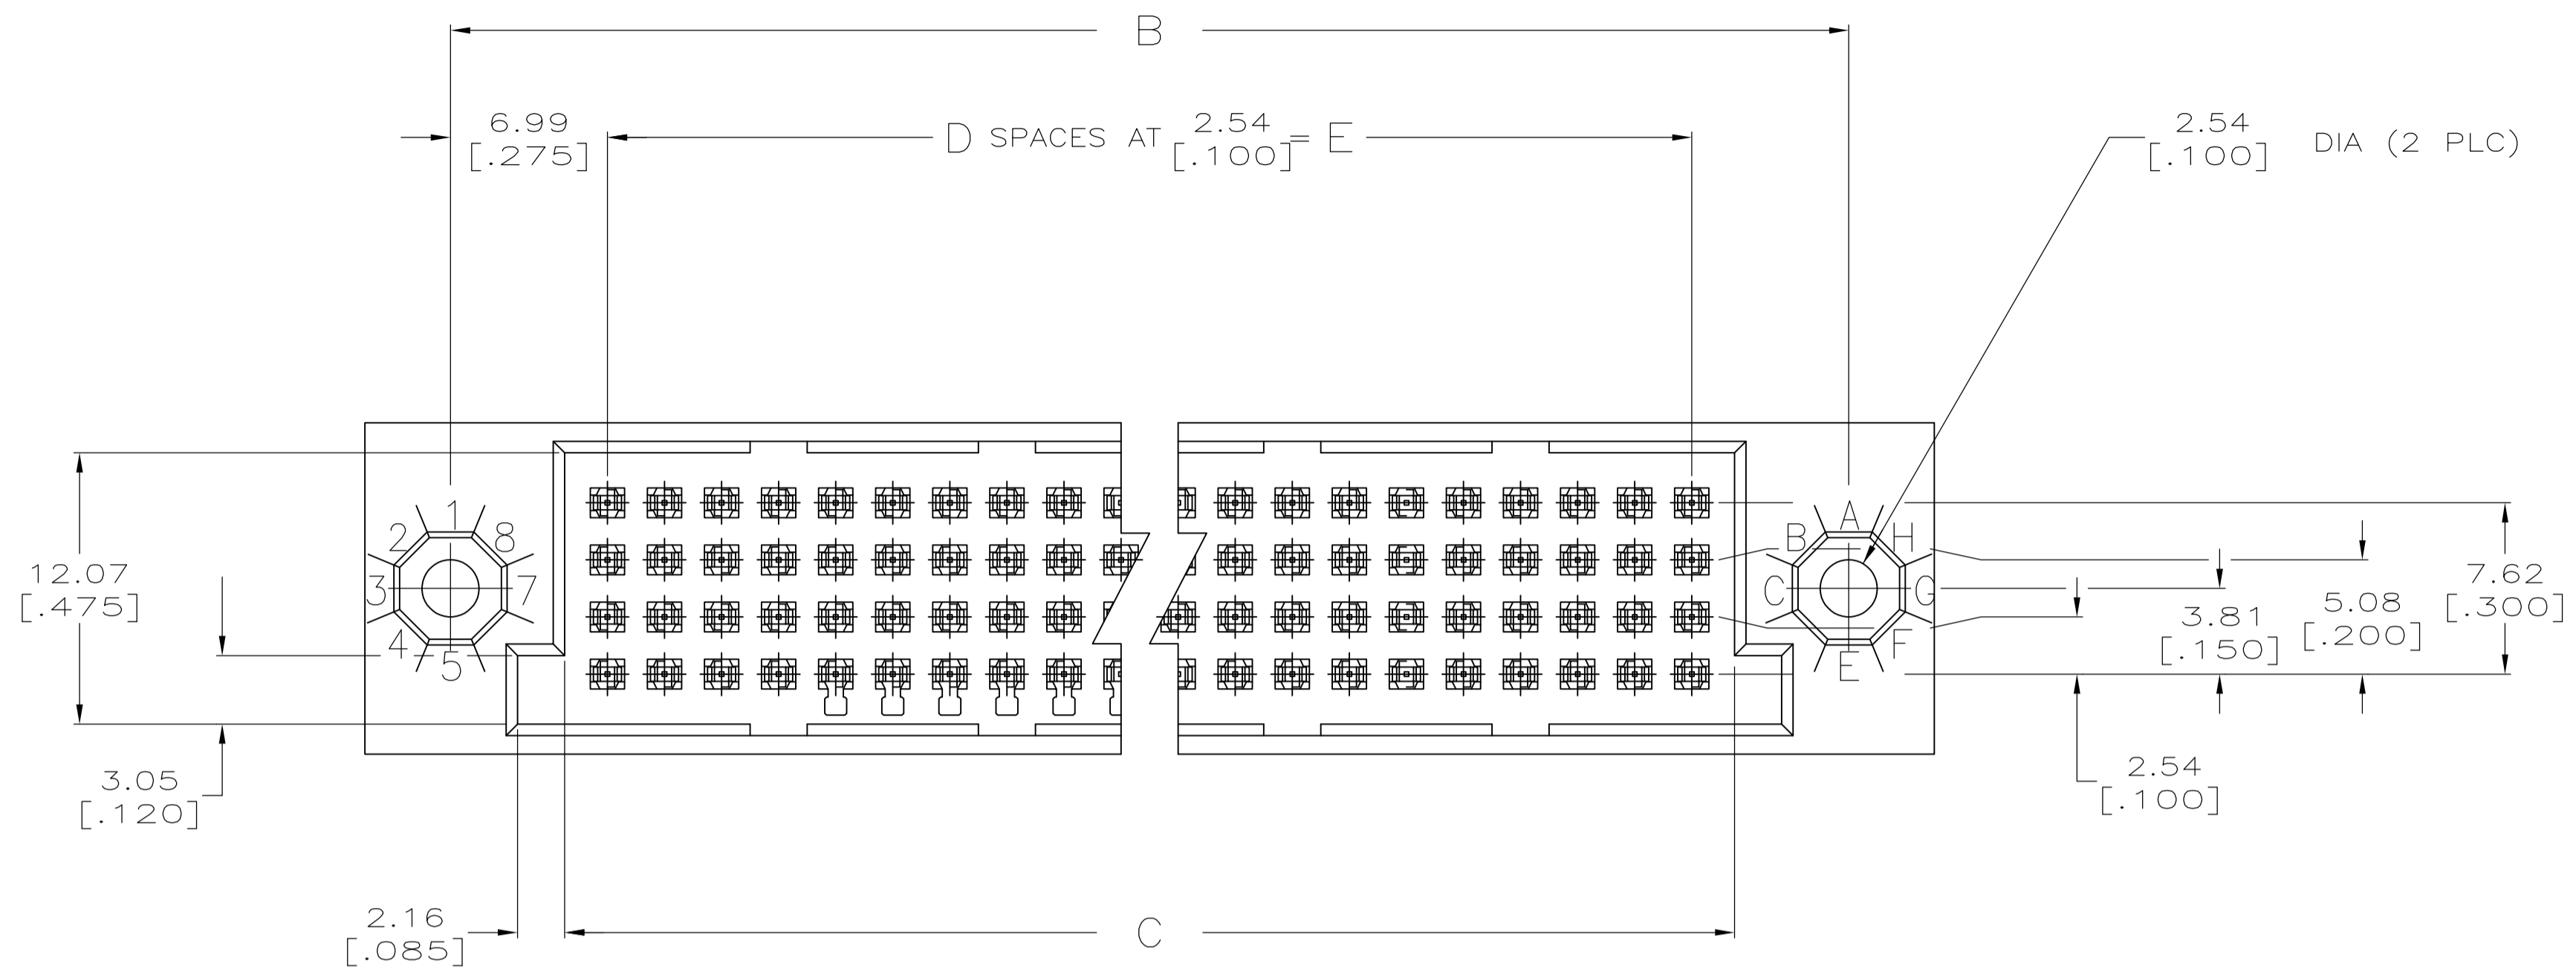 B
6.99
[.275]
D SPACES AT 2.54 = E
[.100]
2.54
[.100]
DIA (2 PLC)
1
2
8
3
7
4
5
A
B
H
C
G
F
E
12.07
[.475]
7.62
[.300]
5.08
[.200]
3.81
[.150]
3.05
[.120]
2.54
[.100]
2.16
[.085]
C